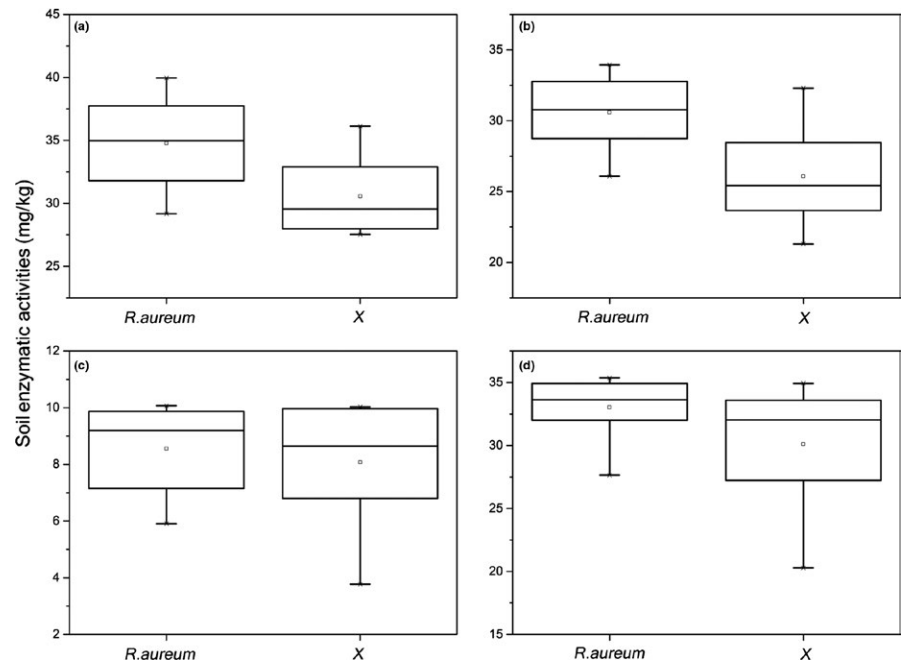 Soil enzymatic activities (mg/kg)
(a)
45
40
35
30
25
R.aureum
X
(b)
35
30
25
20
R.aureum
X
(c)
12
10
8
6
4
2
R.aureum
X
(d)
35
30
25
20
15
R.aureum
X